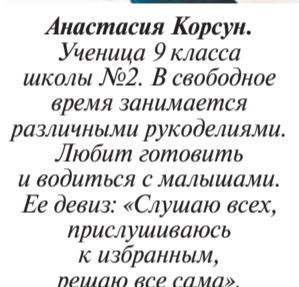 Анастасия Корсун.
Ученица 9 класса
школы №2. В свободное
время занимается
различными рукоделиями.
Любит готовить
и водиться с малышами.
Ее девиз: «Слушаю всех,
прислушиваюсь
к избранным,
решаю все сама».